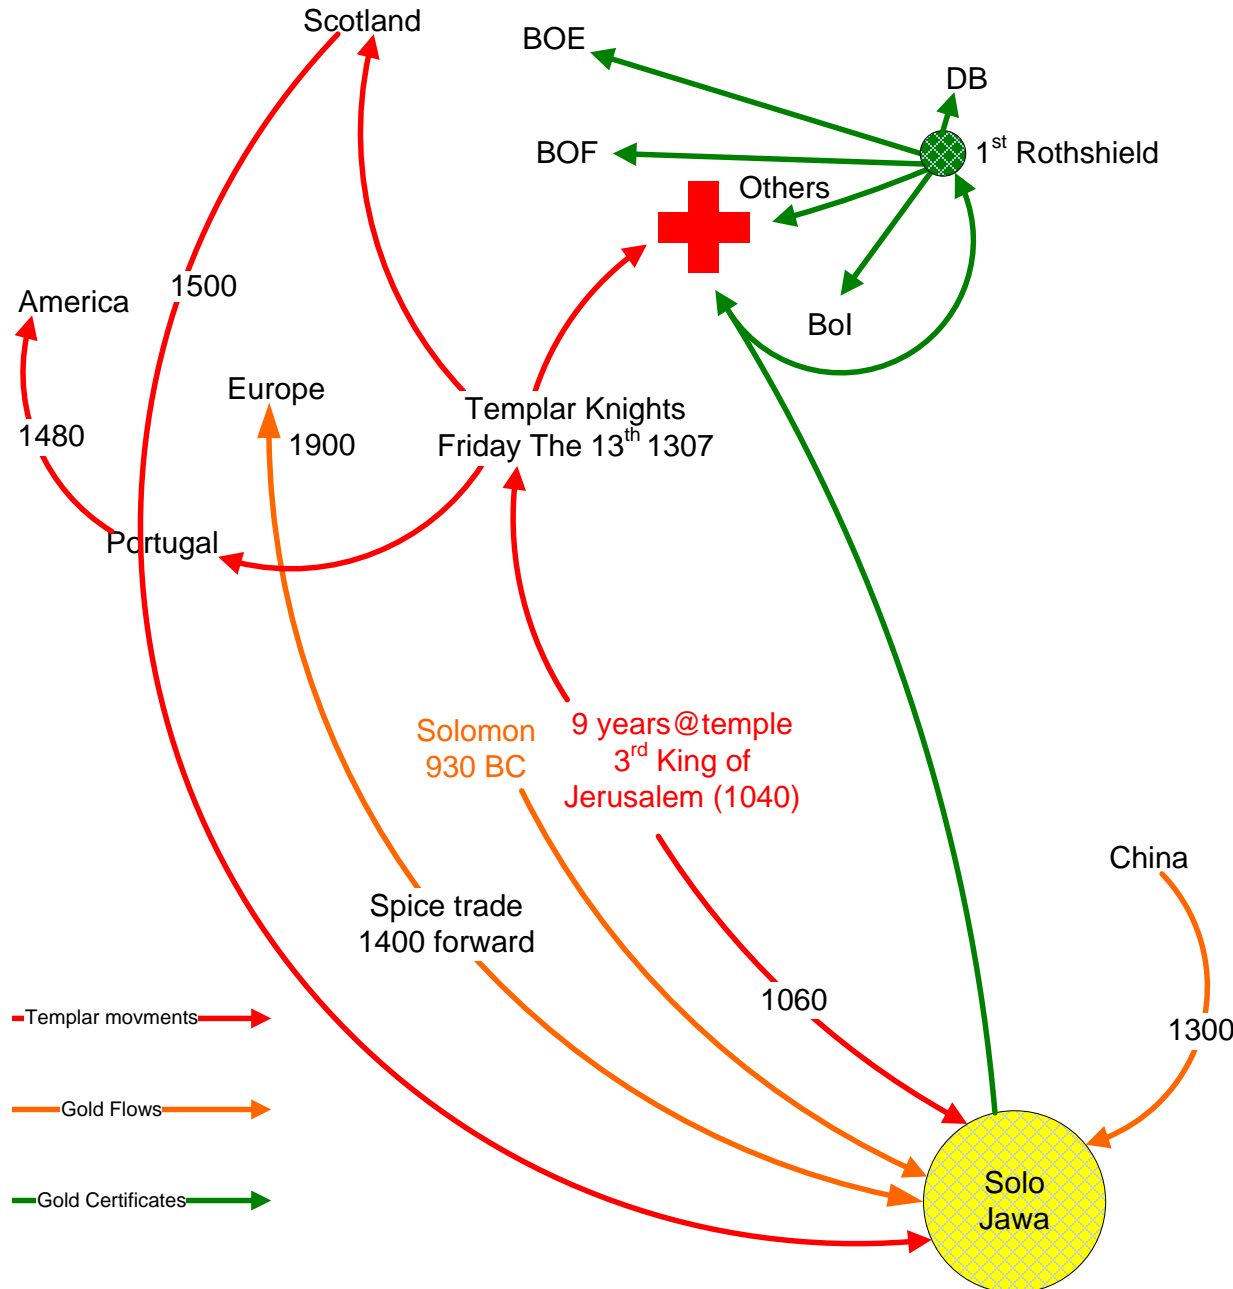 Scotland
BOE
DB
1st Rothshield
BOF
Others
1500
America
BoI
Europe
1900
Templar Knights
Friday The 13th 1307
1480
Portugal
Solomon
930 BC
9 years@temple
3rd King of
Jerusalem (1040)
China
Spice trade
1400 forward
1060
1300
Templar movments
Gold Flows
Gold Certificates
Solo
Jawa